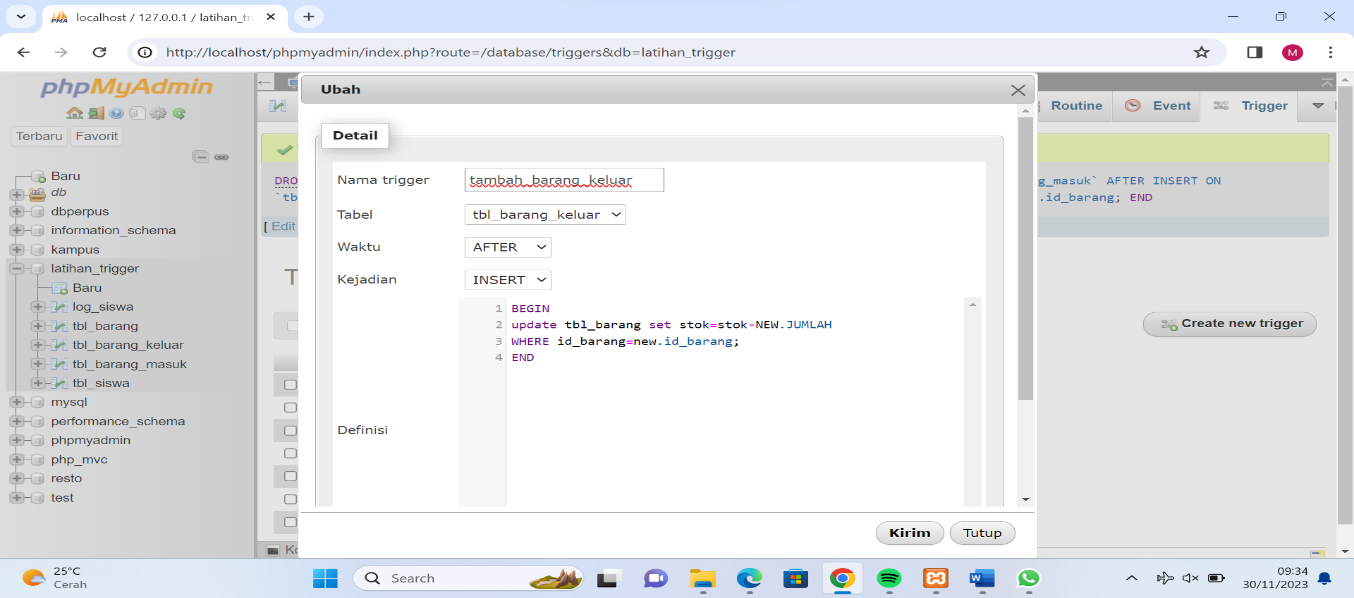 localhost / 127.0.0.1 / latihan_tr
http://localhost/phpmyadmin/index.php?route=/database/triggers&db=latihan_trigger
M
phpMyAdmin
Terbaru Favorit
Baru
db
dbperpus
information_schema
kampus
latihan_trigger
Baru
log_siswa
tbl_barang
tbl_barang_keluar
tbl_barang_masuk
tbl_siswa
mysql
performance_schema
phpmyadmin
php_mvc
resto
test
Ubah
Detail
Nama trigger tambah_barang_keluar
Tabel tbl_barang_keluar
Waktu AFTER
Kejadian INSERT
Definisi
1 BEGIN
2 update tbl_barang set stok=stok-NEW.JUMLAH
3 WHERE id_barang=new.id_barang;
4 END
Kirim Tutup
Routine Event Trigger
DRO
g_masuk` AFTER INSERT ON
`tb
.id_barang; END
[ Edit
T
Create new trigger
Ko
25°C
Cerah
Search
09:34
30/11/2023